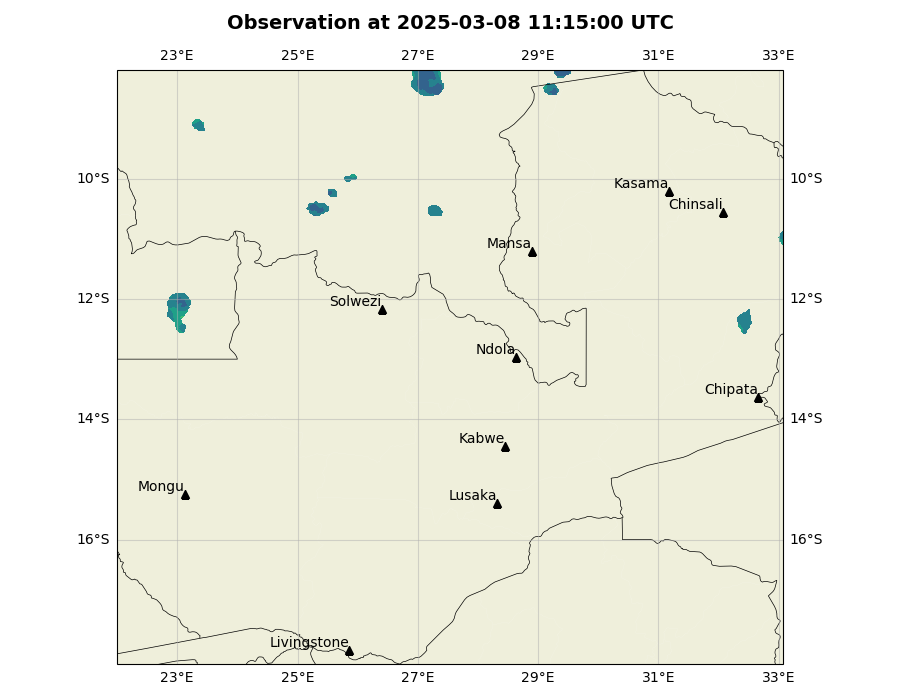 Observation at 2025-03-08 11:15:00 UTC
23°E 25°E 27°E 29°E 31°E 33°E
10°S 10°S
Kasama
Chinsali
Mansa
12°S 12°S
Solwezi
Ndola
Chipata
14°S 14°S
Kabwe
Mongu
Lusaka
16°S 16°S
Livingstone
23°E 25°E 27°E 29°E 31°E 33°E